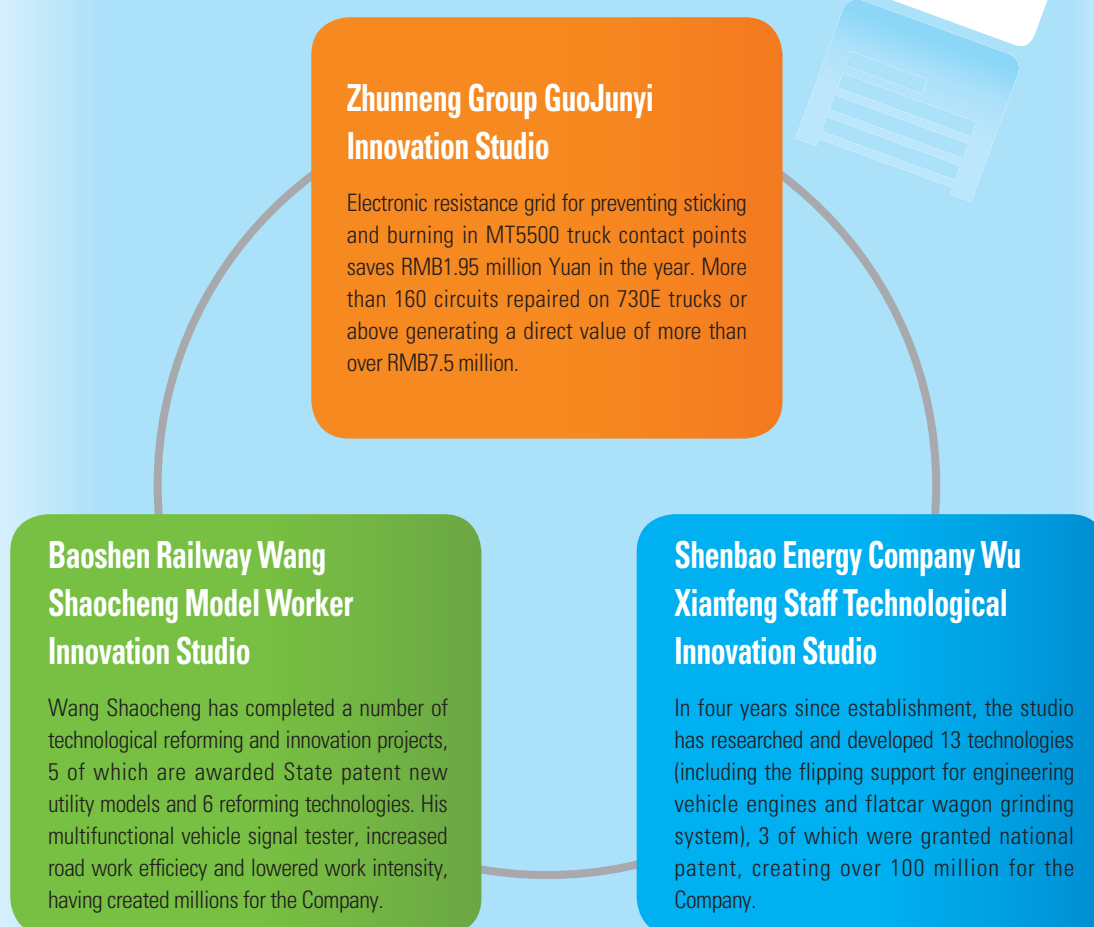 Zhunneng Group GuoJunyi
Innovation Studio
Electronic resistance grid for preventing sticking
and burning in MT5500 truck contact points
saves RMB1.95 million Yuan in the year. More
than 160 circuits repaired on 730E trucks or
above generating a direct value of more than
over RMB7.5 million.
Baoshen Railway Wang
Shaocheng Model Worker
Innovation Studio
Wang Shaocheng has completed a number of
technological reforming and innovation projects,
5 of which are awarded State patent new
utility models and 6 reforming technologies. His
multifunctional vehicle signal tester, increased
road work efficiecy and lowered work intensity,
having created millions for the Company.
Shenbao Energy Company Wu
Xianfeng Staff Technological
Innovation Studio
In four years since establishment, the studio
has researched and developed 13 technologies
(including the flipping support for engineering
vehicle engines and flatcar wagon grinding
system), 3 of which were granted national
patent, creating over 100 million for the
Company.